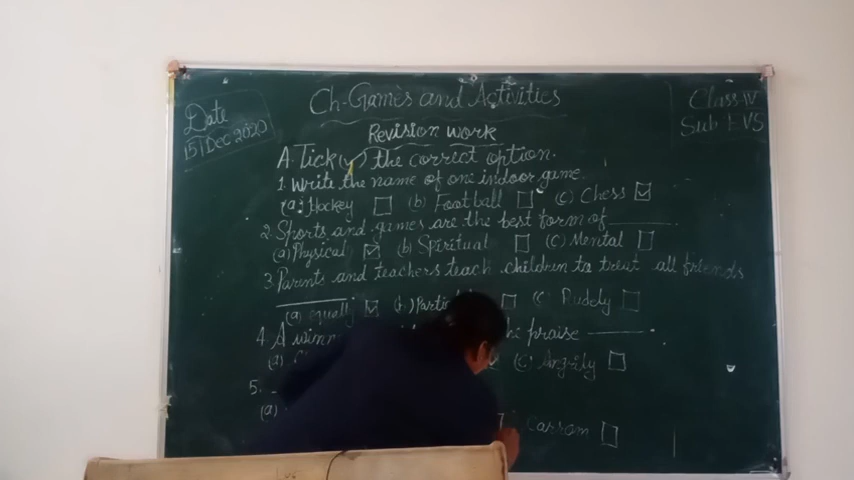 Ch-Games and Activities
Date
15|Dec 2020
Class-IV
Sub EVS
Revision work
A. Tick (✓) the correct option.
1. Write the name of one indoor game.
(a) Hockey ☐ (b) Football ☐ (c) Chess ☑
2. Sports and games are the best form of ______
(a) Physical ☑ (b) Spiritual ☐ (c) Mental ☐
3. Parents and teachers teach children to treat all friends
______ (a) equally ☑ (b) ☐ (c) Rudely ☐
4. A praise ______.
(a) (c) Angrily ☐
5.
(a) Carrom ☐